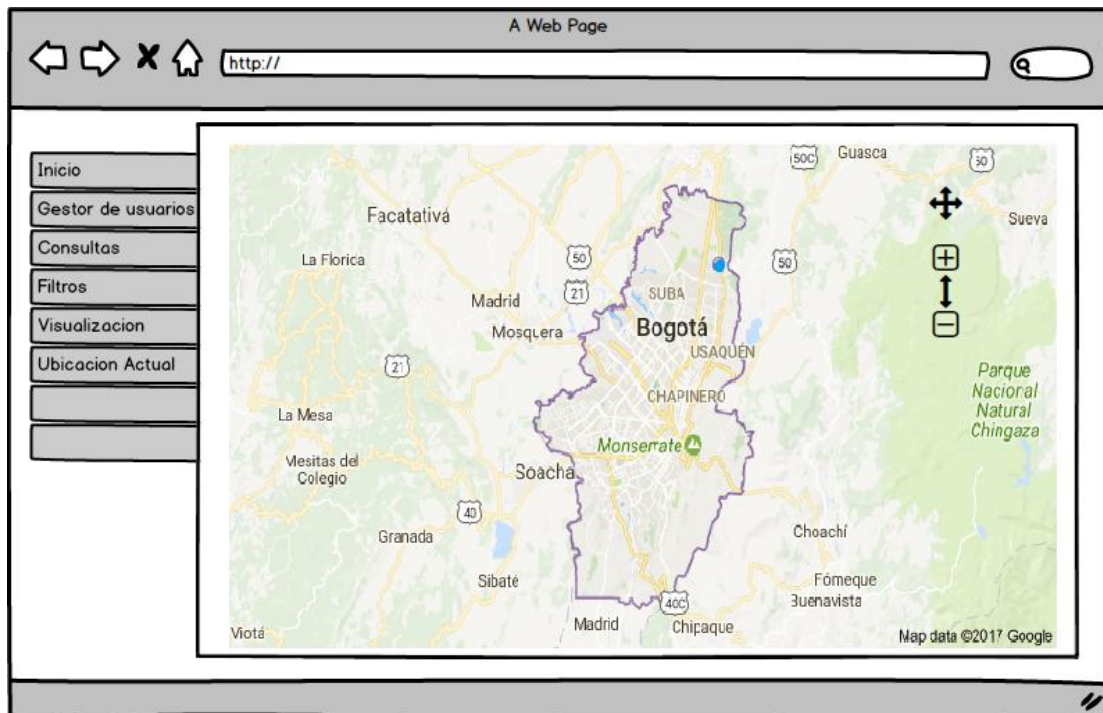 A Web Page
http://
Inicio
Gestor de usuarios
Consultas
Filtros
Visualizacion
Ubicacion Actual
50C
Guasca
50
Sueva
Facatativá
La Florica
50
50
21
SUBA
Madrid
Mosquera
Bogotá
USAQUÉN
21
CHAPINERO
Parque
Nacional
Natural
Chingaza
La Mesa
Monserrate
Mesitas del
Colegio
Soacha
40
Granada
Choachí
Sibaté
Fómeque
Buenavista
40C
Madrid
Chipaque
Viotá
Map data ©2017 Google